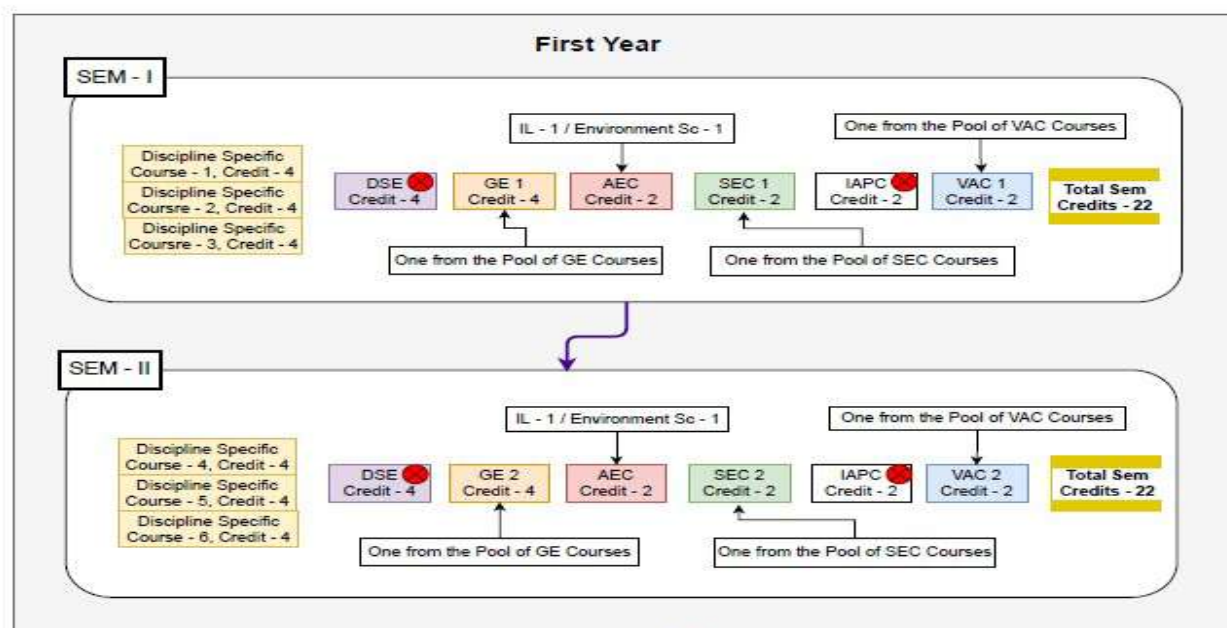 First Year
SEM - I
IL - 1 / Environment Sc - 1
One from the Pool of VAC Courses
Discipline Specific
Course - 1, Credit - 4
Discipline Specific
Coursre - 2, Credit - 4
Discipline Specific
Coursre - 3, Credit - 4
DSE
Credit - 4
GE 1
Credit - 4
AEC
Credit - 2
SEC 1
Credit - 2
IAPC
Credit - 2
VAC 1
Credit - 2
Total Sem
Credits - 22
One from the Pool of GE Courses
One from the Pool of SEC Courses
SEM - II
IL - 1 / Environment Sc - 1
One from the Pool of VAC Courses
Discipline Specific
Course - 4, Credit - 4
Discipline Specific
Course - 5, Credit - 4
Discipline Specific
Course - 6, Credit - 4
DSE
Credit - 4
GE 2
Credit - 4
AEC
Credit - 2
SEC 2
Credit - 2
IAPC
Credit - 2
VAC 2
Credit - 2
Total Sem
Credits - 22
One from the Pool of GE Courses
One from the Pool of SEC Courses